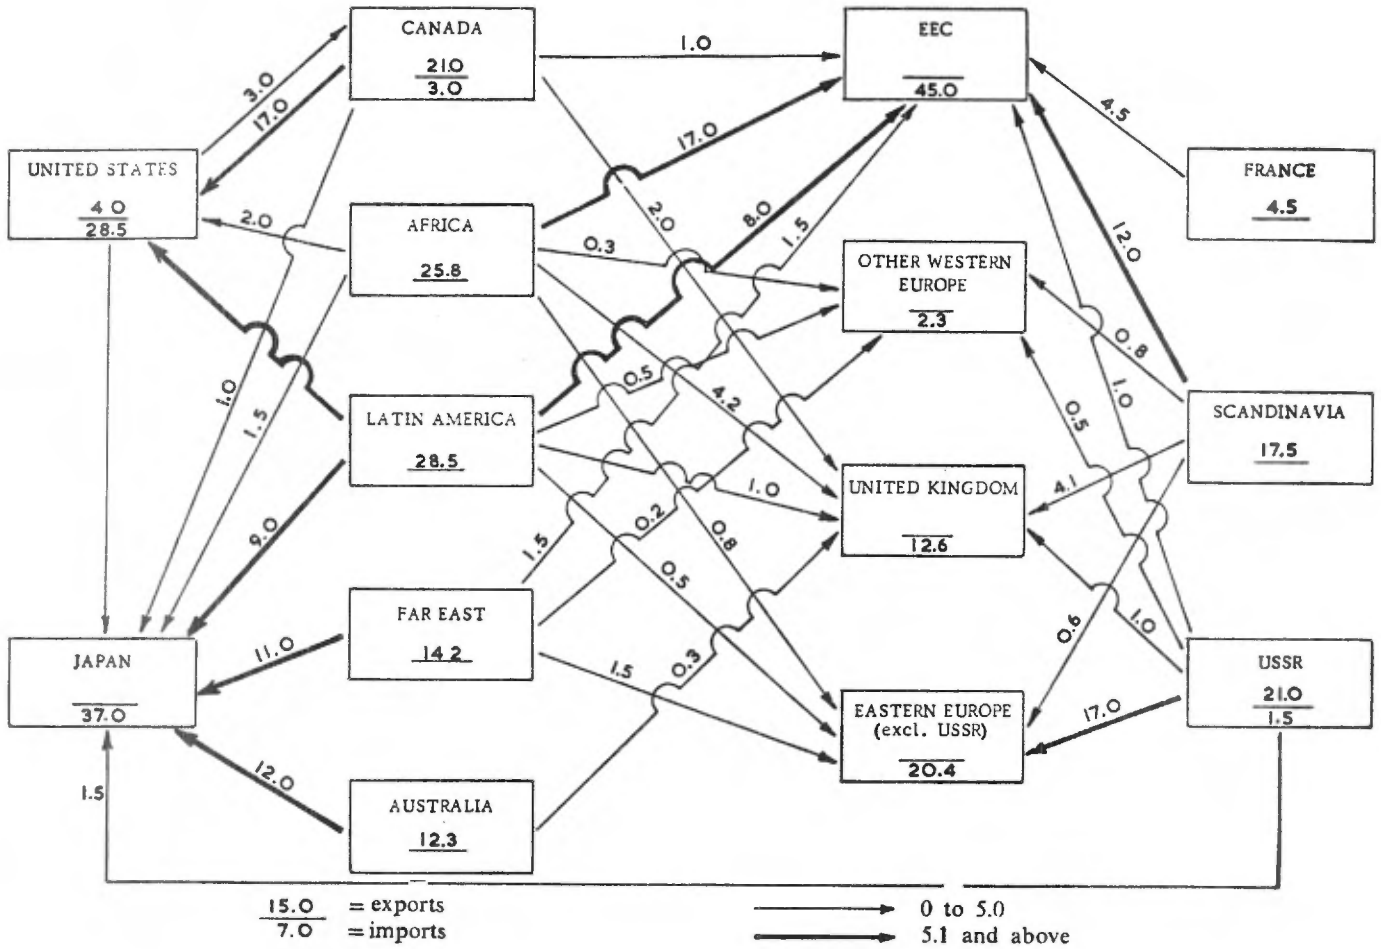 CANADA
21.0
3.0
EEC
45.0
1.0
3.0
17.0
17.0
4.5
UNITED STATES
4.0
28.5
FRANCE
4.5
2.0
AFRICA
25.8
0.3
2.0
8.0
1.5
12.0
OTHER WESTERN
EUROPE
2.3
0.8
1.0
1.5
0.5
4.2
1.0
0.5
LATIN AMERICA
28.5
SCANDINAVIA
17.5
UNITED KINGDOM
12.6
1.0
4.1
9.0
1.5
0.2
0.8
0.5
FAR EAST
14.2
11.0
0.3
1.5
0.6
1.0
JAPAN
37.0
USSR
21.0
1.5
EASTERN EUROPE
(excl. USSR)
20.4
17.0
12.0
1.5
AUSTRALIA
12.3
15.0 = exports
7.0 = imports
0 to 5.0
5.1 and above